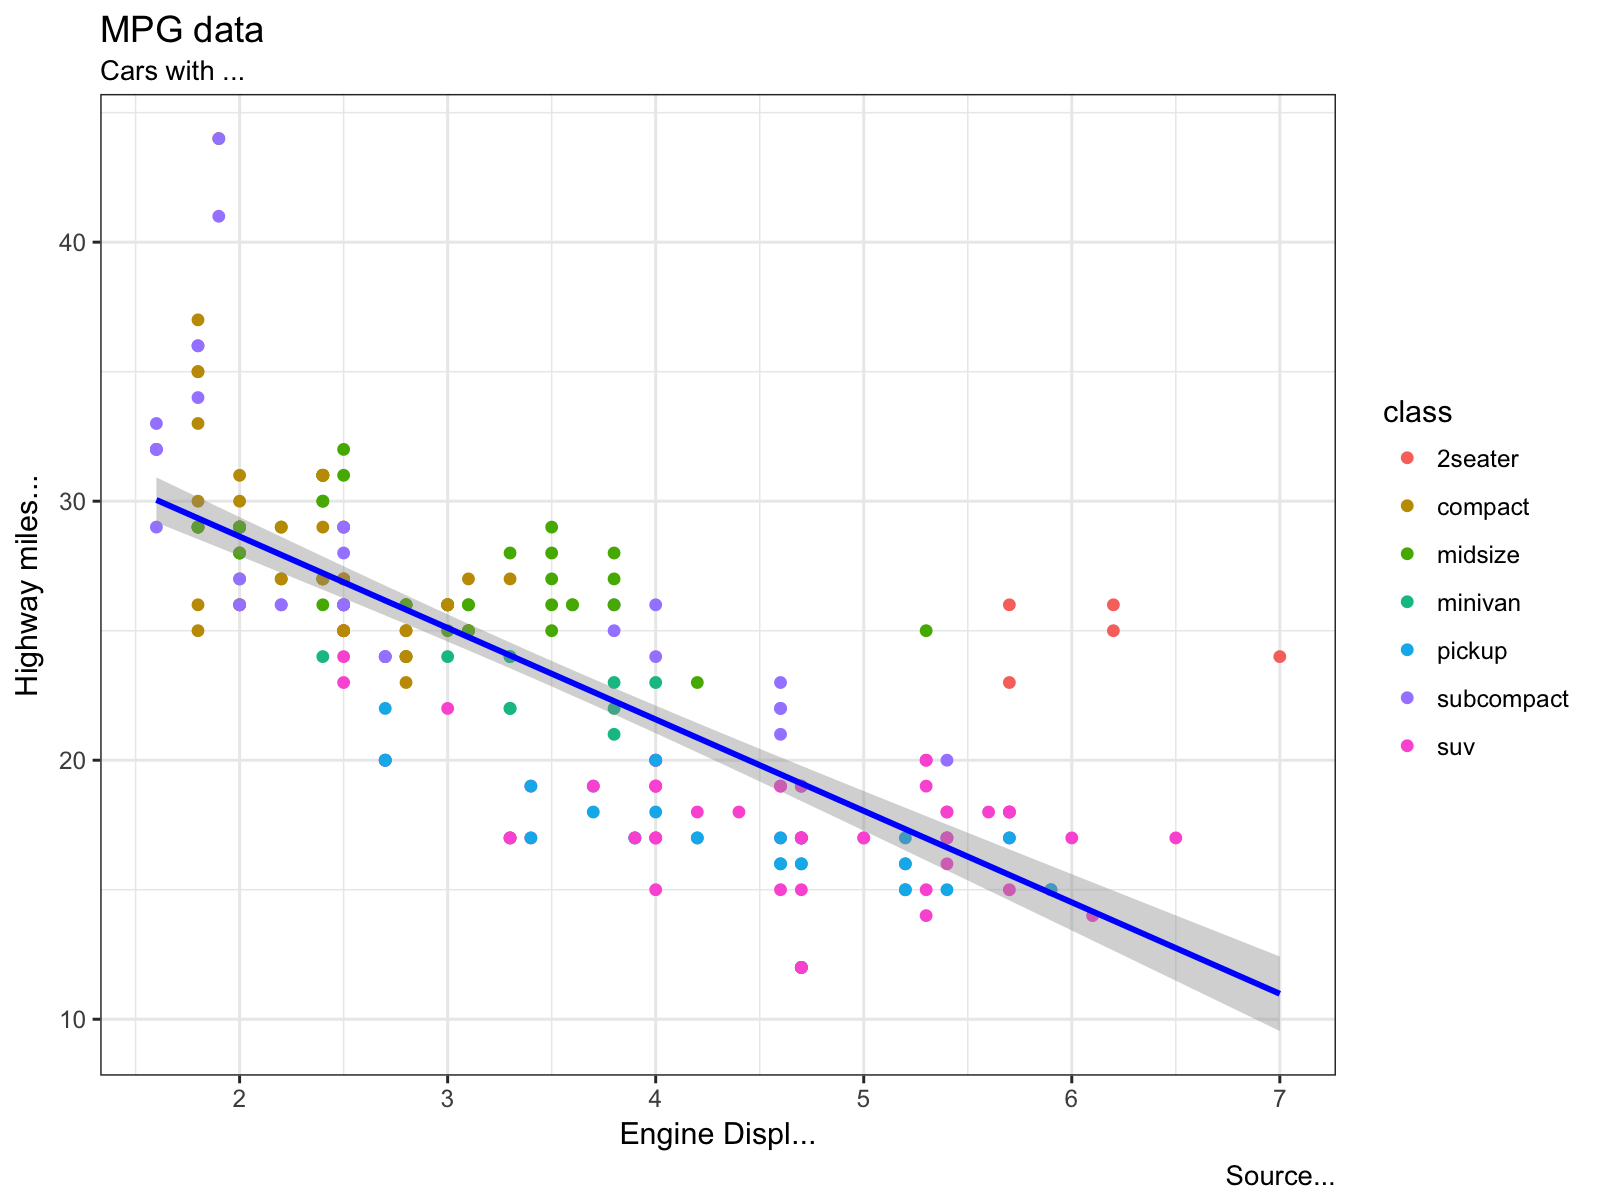 MPG data
Cars with ...
Highway miles...
40
30
20
10
2 3 4 5 6 7
Engine Displ...
class
2seater
compact
midsize
minivan
pickup
subcompact
suv
Source...